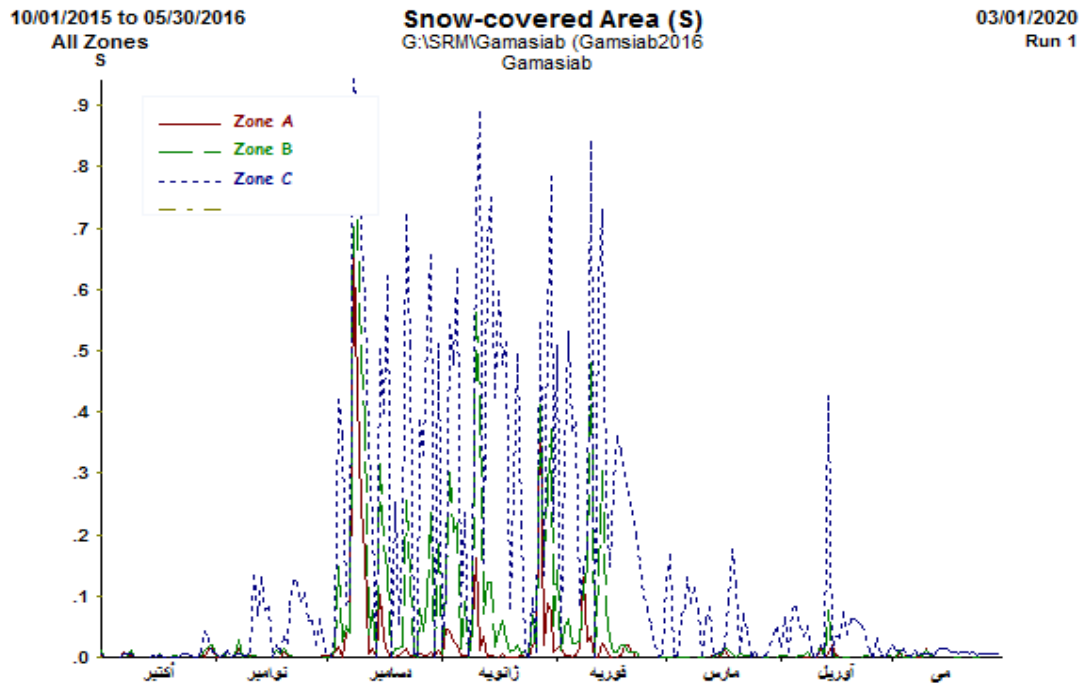 10/01/2015 to 05/30/2016
All Zones
S
Snow-covered Area (S)
G:\SRM\Gamasiab (Gamsiab2016
Gamasiab
03/01/2020
Run 1
Zone A
Zone B
Zone C
.9
.8
.7
.6
.5
.4
.3
.2
.1
.0
أکتبر
نوامبر
دسامبر
ژانویه
فوریه
مارس
آوریل
می